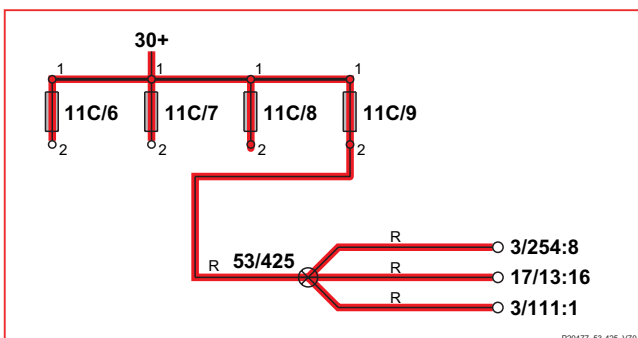 30+
1 1 1 1
11C/6 11C/7 11C/8 11C/9
2 2 2 2
R 3/254:8
R 53/425 R 17/13:16
R 3/111:1